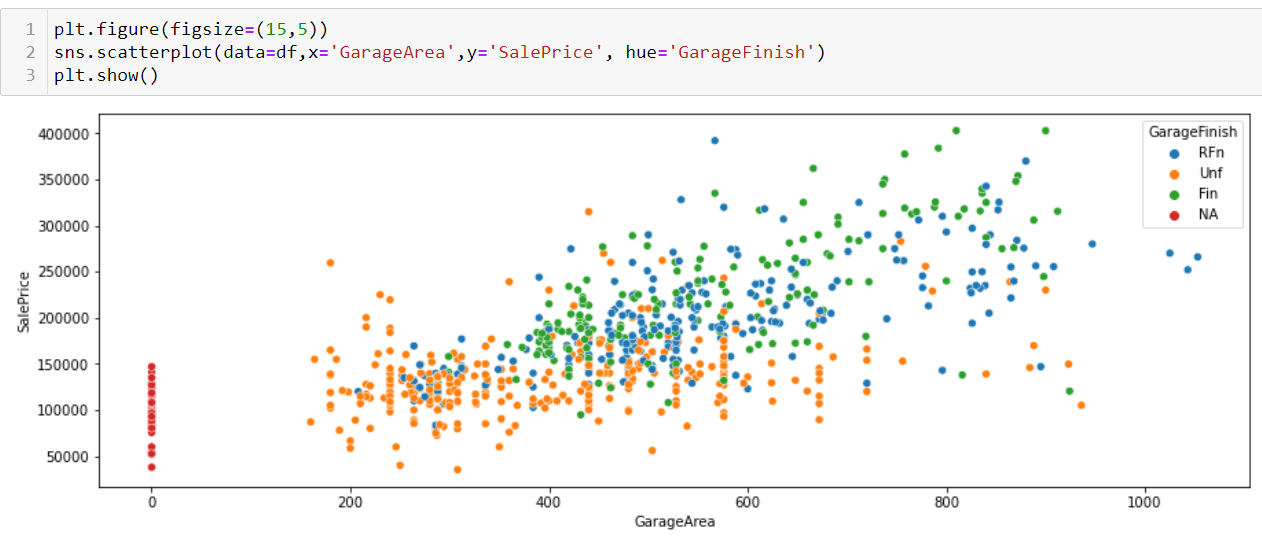 1 plt.figure(figsize=(15,5))
2 sns.scatterplot(data=df,x='GarageArea',y='SalePrice', hue='GarageFinish')
3 plt.show()
400000
350000
300000
250000
200000
150000
100000
50000
SalePrice
GarageFinish
RFn
Unf
Fin
NA
0 200 400 600 800 1000
GarageArea